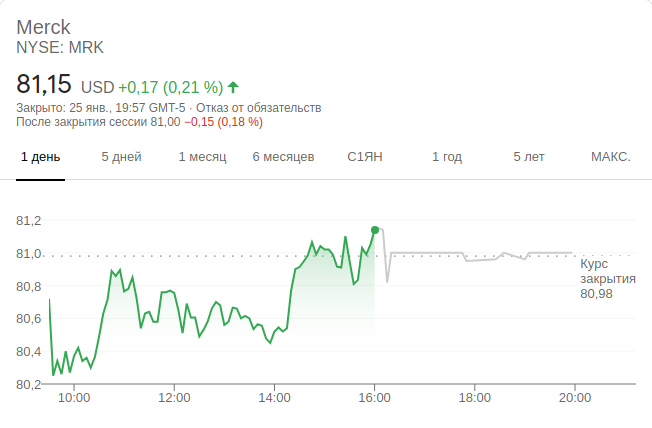 Merck
NYSE: MRK
81,15 USD +0,17 (0,21 %)
Закрыто: 25 янв., 19:57 GMT-5 · Отказ от обязательств
После закрытия сессии 81,00 −0,15 (0,18 %)
1 день 5 дней 1 месяц 6 месяцев С1ЯН 1 год 5 лет МАКС.
81,2
81,0
80,8
80,6
80,4
80,2
Курс
закрытия
80,98
10:00 12:00 14:00 16:00 18:00 20:00